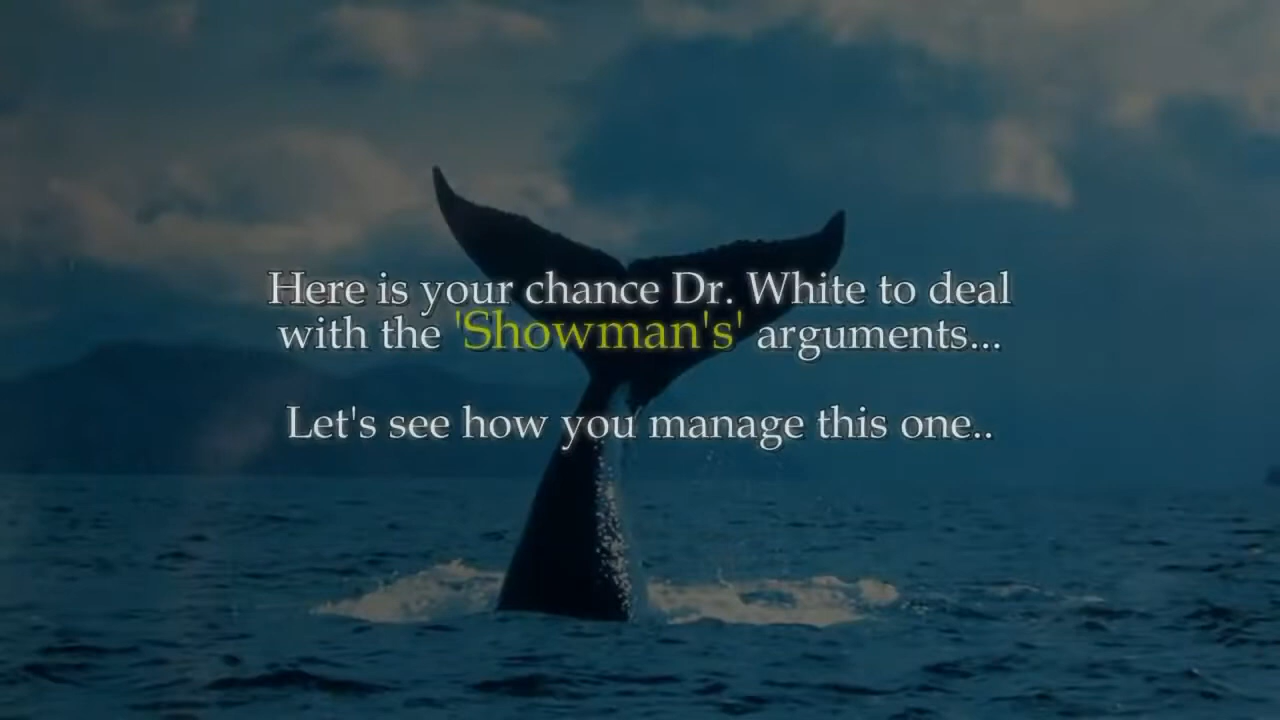 Here is your chance Dr. White to deal
with the 'Showman's' arguments...
Let's see how you manage this one..